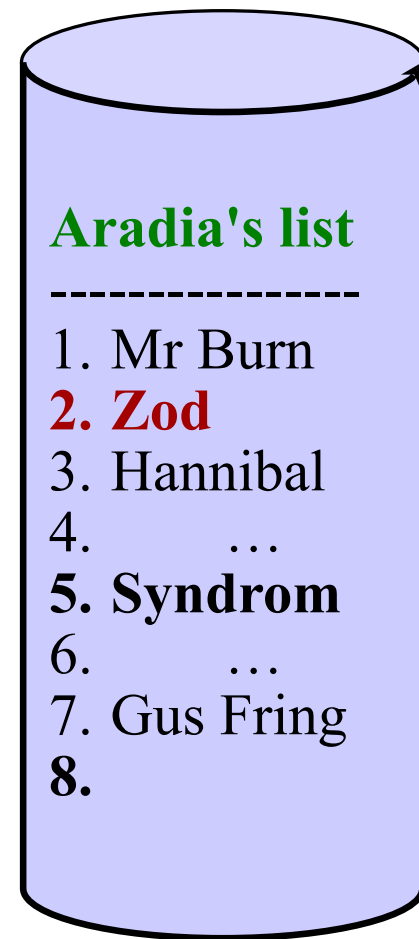 Aradia's list
----------------
1. Mr Burn
2. Zod
3. Hannibal
4. …
5. Syndrom
6. …
7. Gus Fring
8.